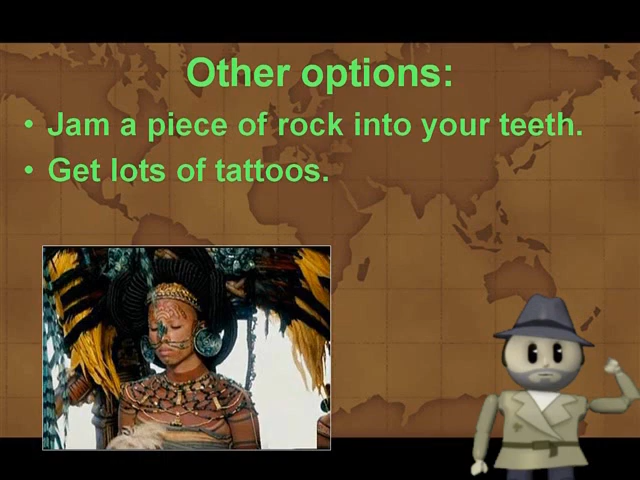 Other options:
• Jam a piece of rock into your teeth.
• Get lots of tattoos.